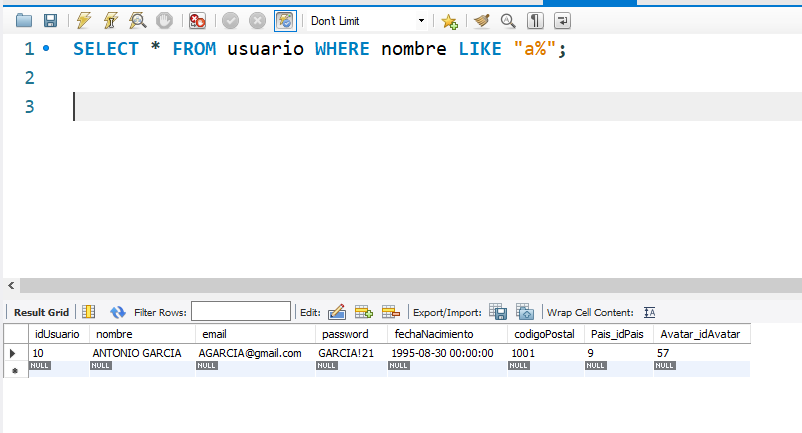 Don't Limit
1 SELECT * FROM usuario WHERE nombre LIKE "a%";
2
3
Result Grid Filter Rows: Edit: Export/Import: Wrap Cell Content: IA
idUsuario nombre email password fechaNacimiento codigoPostal Pais_idPais Avatar_idAvatar
10 ANTONIO GARCIA AGARCIA@gmail.com GARCIA!21 1995-08-30 00:00:00 1001 9 57
NULL NULL NULL NULL NULL NULL NULL NULL